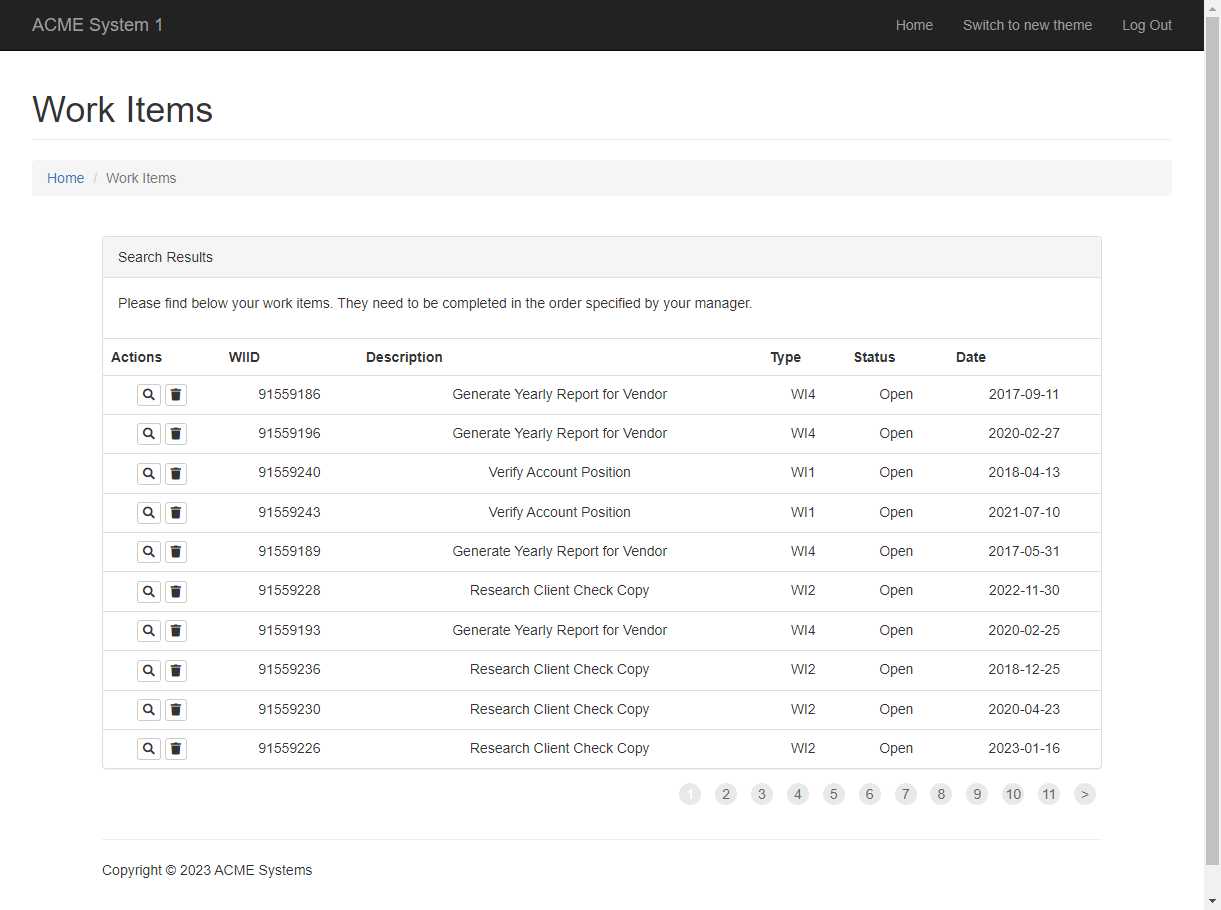 ACME System 1 Home Switch to new theme Log Out
Work Items
Home / Work Items
Search Results
Please find below your work items. They need to be completed in the order specified by your manager.
Actions WIID Description Type Status Date
91559186 Generate Yearly Report for Vendor WI4 Open 2017-09-11
91559196 Generate Yearly Report for Vendor WI4 Open 2020-02-27
91559240 Verify Account Position WI1 Open 2018-04-13
91559243 Verify Account Position WI1 Open 2021-07-10
91559189 Generate Yearly Report for Vendor WI4 Open 2017-05-31
91559228 Research Client Check Copy WI2 Open 2022-11-30
91559193 Generate Yearly Report for Vendor WI4 Open 2020-02-25
91559236 Research Client Check Copy WI2 Open 2018-12-25
91559230 Research Client Check Copy WI2 Open 2020-04-23
91559226 Research Client Check Copy WI2 Open 2023-01-16
1 2 3 4 5 6 7 8 9 10 11 >
Copyright © 2023 ACME Systems